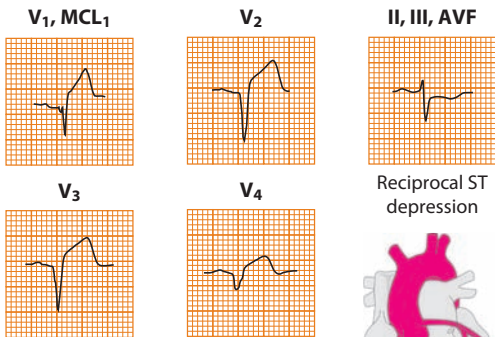 V1, MCL1
V2
II, III, AVF
Reciprocal ST
depression
V3
V4